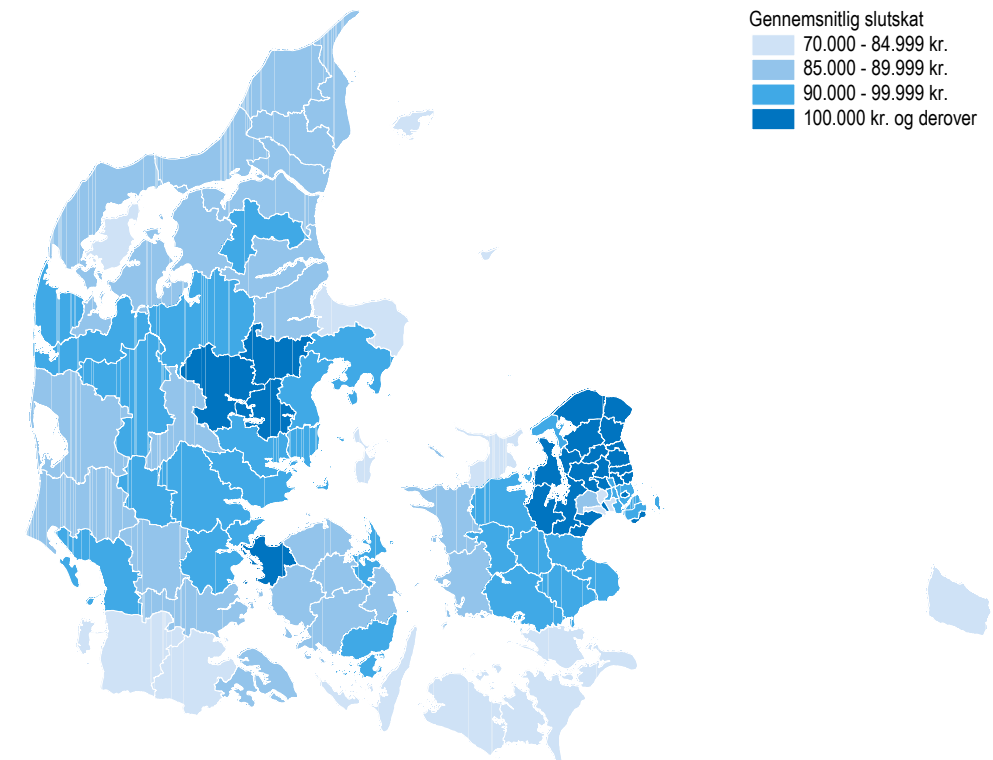 Gennemsnitlig slutskat
70.000 - 84.999 kr.
85.000 - 89.999 kr.
90.000 - 99.999 kr.
100.000 kr. og derover